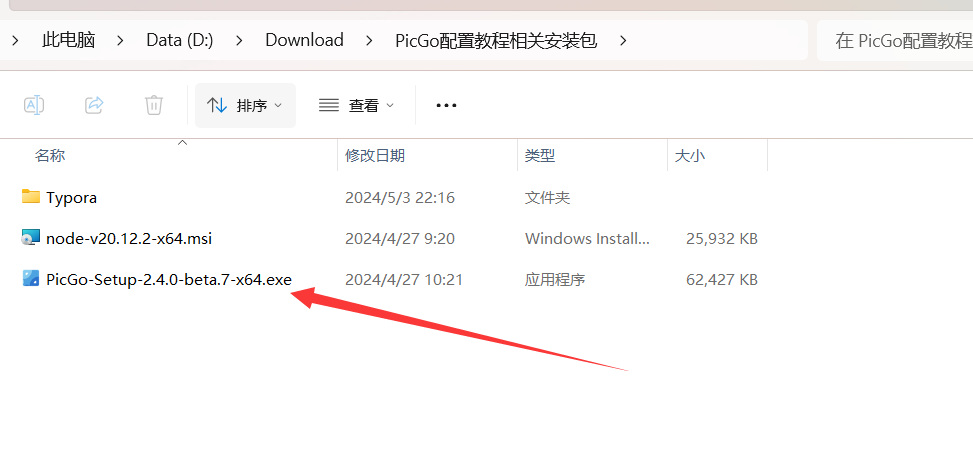 此电脑 > Data (D:) > Download > PicGo配置教程相关安装包 >
在 PicGo配置教程
排序
查看
名称 修改日期 类型 大小
Typora 2024/5/3 22:16 文件夹
node-v20.12.2-x64.msi 2024/4/27 9:20 Windows Install... 25,932 KB
PicGo-Setup-2.4.0-beta.7-x64.exe 2024/4/27 10:21 应用程序 62,427 KB